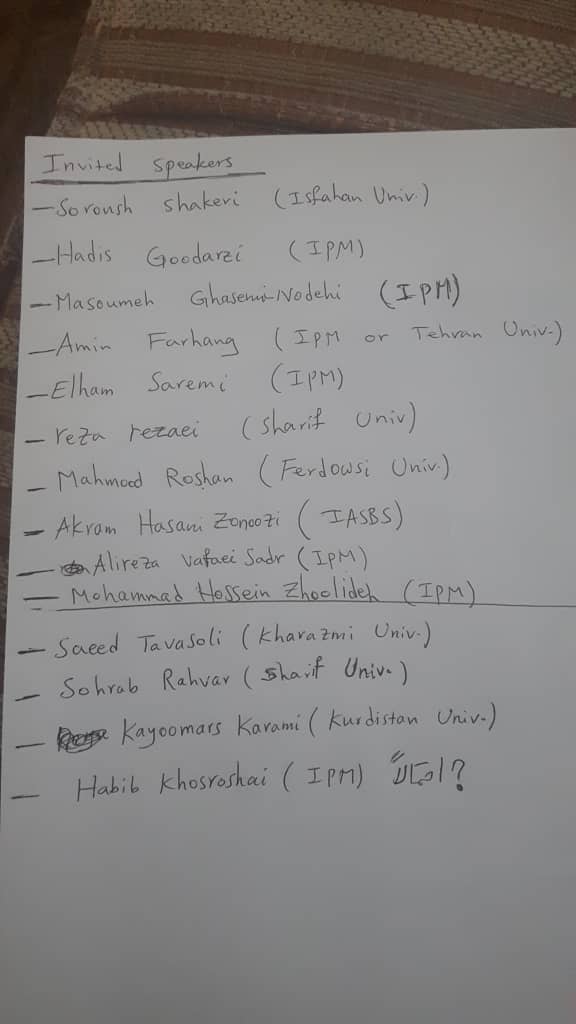 Invited speakers
- Soroush shakeri (Isfahan Univ.)
- Hadis Goodarzi (IPM)
- Masoumeh Ghasemi-Nodehi (IPM)
- Amin Farhang (IPM or Tehran Univ.)
- Elham Saremi (IPM)
- reza rezaei (sharif Univ)
- Mahmood Roshan (Ferdowsi Univ.)
- Akram Hasani Zonoozi (IASBS)
- Alireza Vafaei Sadr (IPM)
- Mohammad Hossein Zhoolideh (IPM)
- Saeed Tavasoli (Kharazmi Univ.)
- Sohrab Rahvar (Sharif Univ.)
- Kayoomars Karami (Kurdistan Univ.)
- Habib Khosroshai (IPM) ?